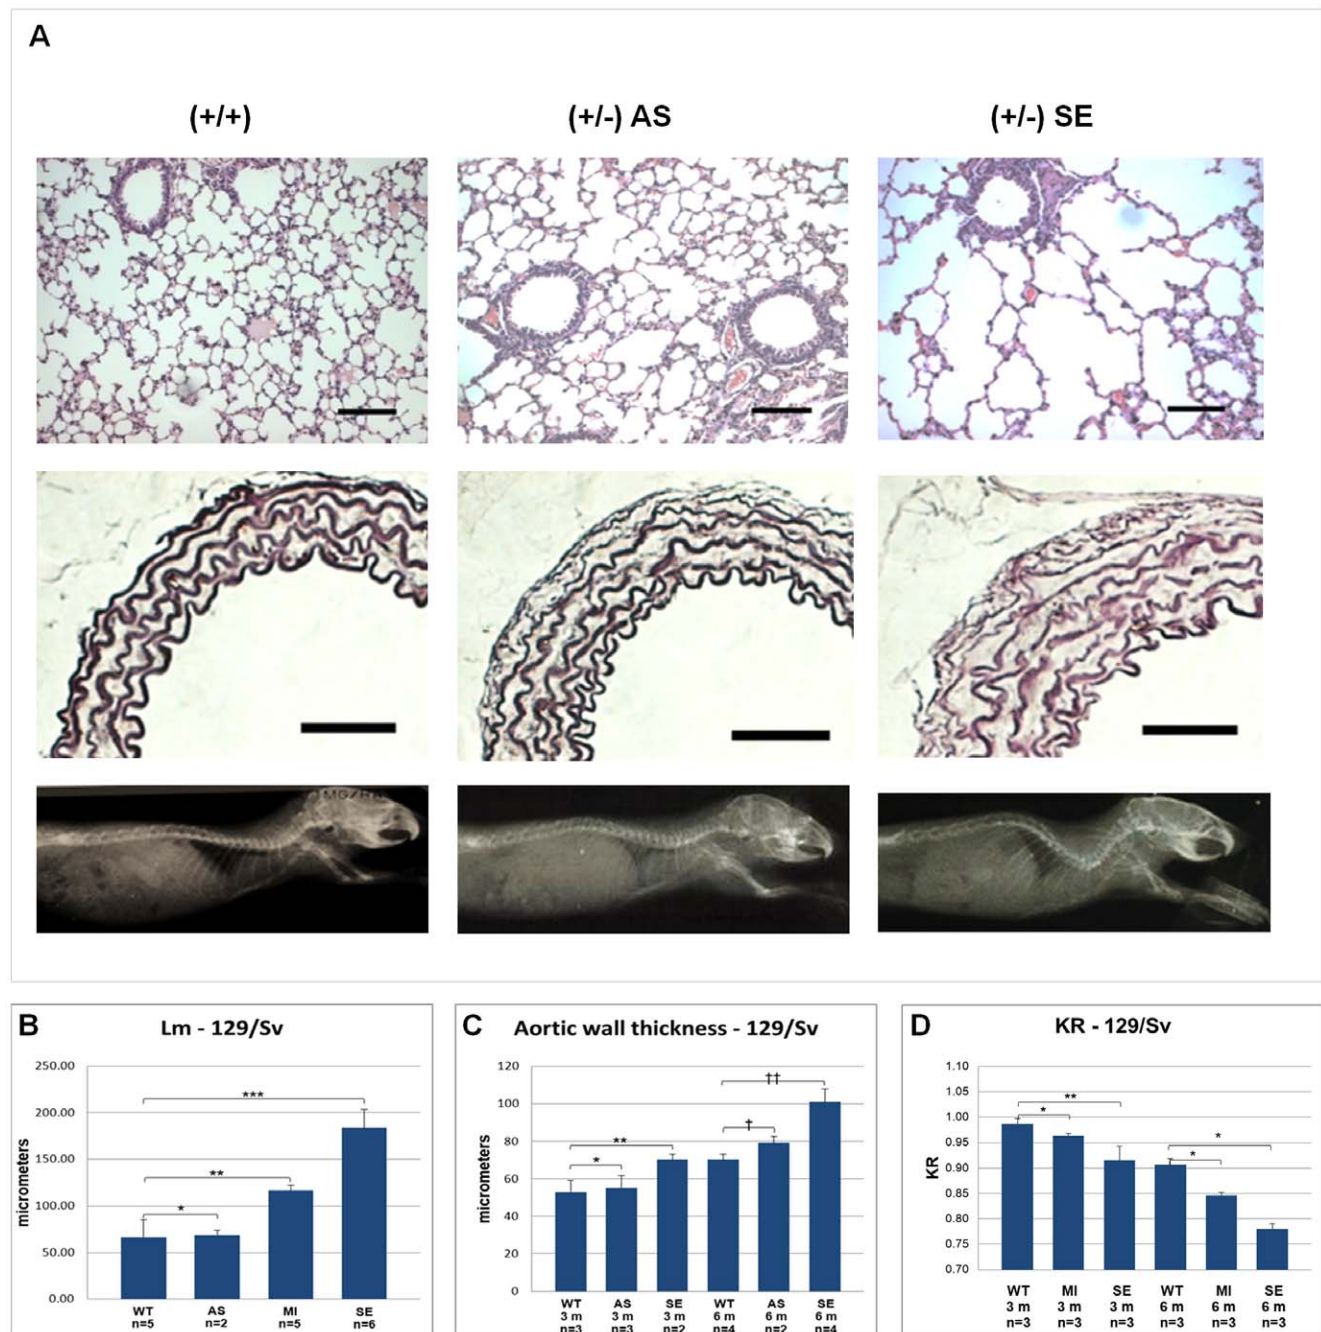 A
(+/+)
(+/-) AS
(+/-) SE
B
Lm - 129/Sv
250.00
200.00
150.00
100.00
50.00
0.00
micrometers
***
**
*
WT
n=5
AS
n=2
MI
n=5
SE
n=6
C
Aortic wall thickness - 129/Sv
120
100
80
60
40
20
0
micrometers
††
**
†
*
WT
3 m
n=3
AS
3 m
n=3
SE
3 m
n=2
WT
6 m
n=4
AS
6 m
n=2
SE
6 m
n=4
D
KR - 129/Sv
1.10
1.05
1.00
0.95
0.90
0.85
0.80
0.75
0.70
KR
**
*
*
*
WT
3 m
n=3
MI
3 m
n=3
SE
3 m
n=3
WT
6 m
n=3
MI
6 m
n=3
SE
6 m
n=3